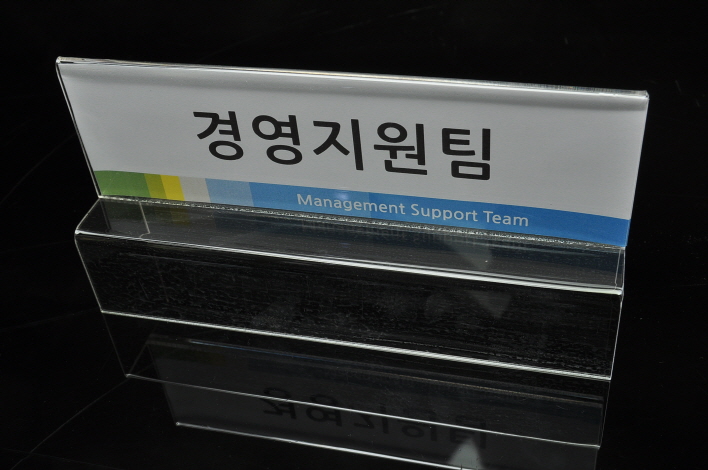 경영지원팀
Management Support Team